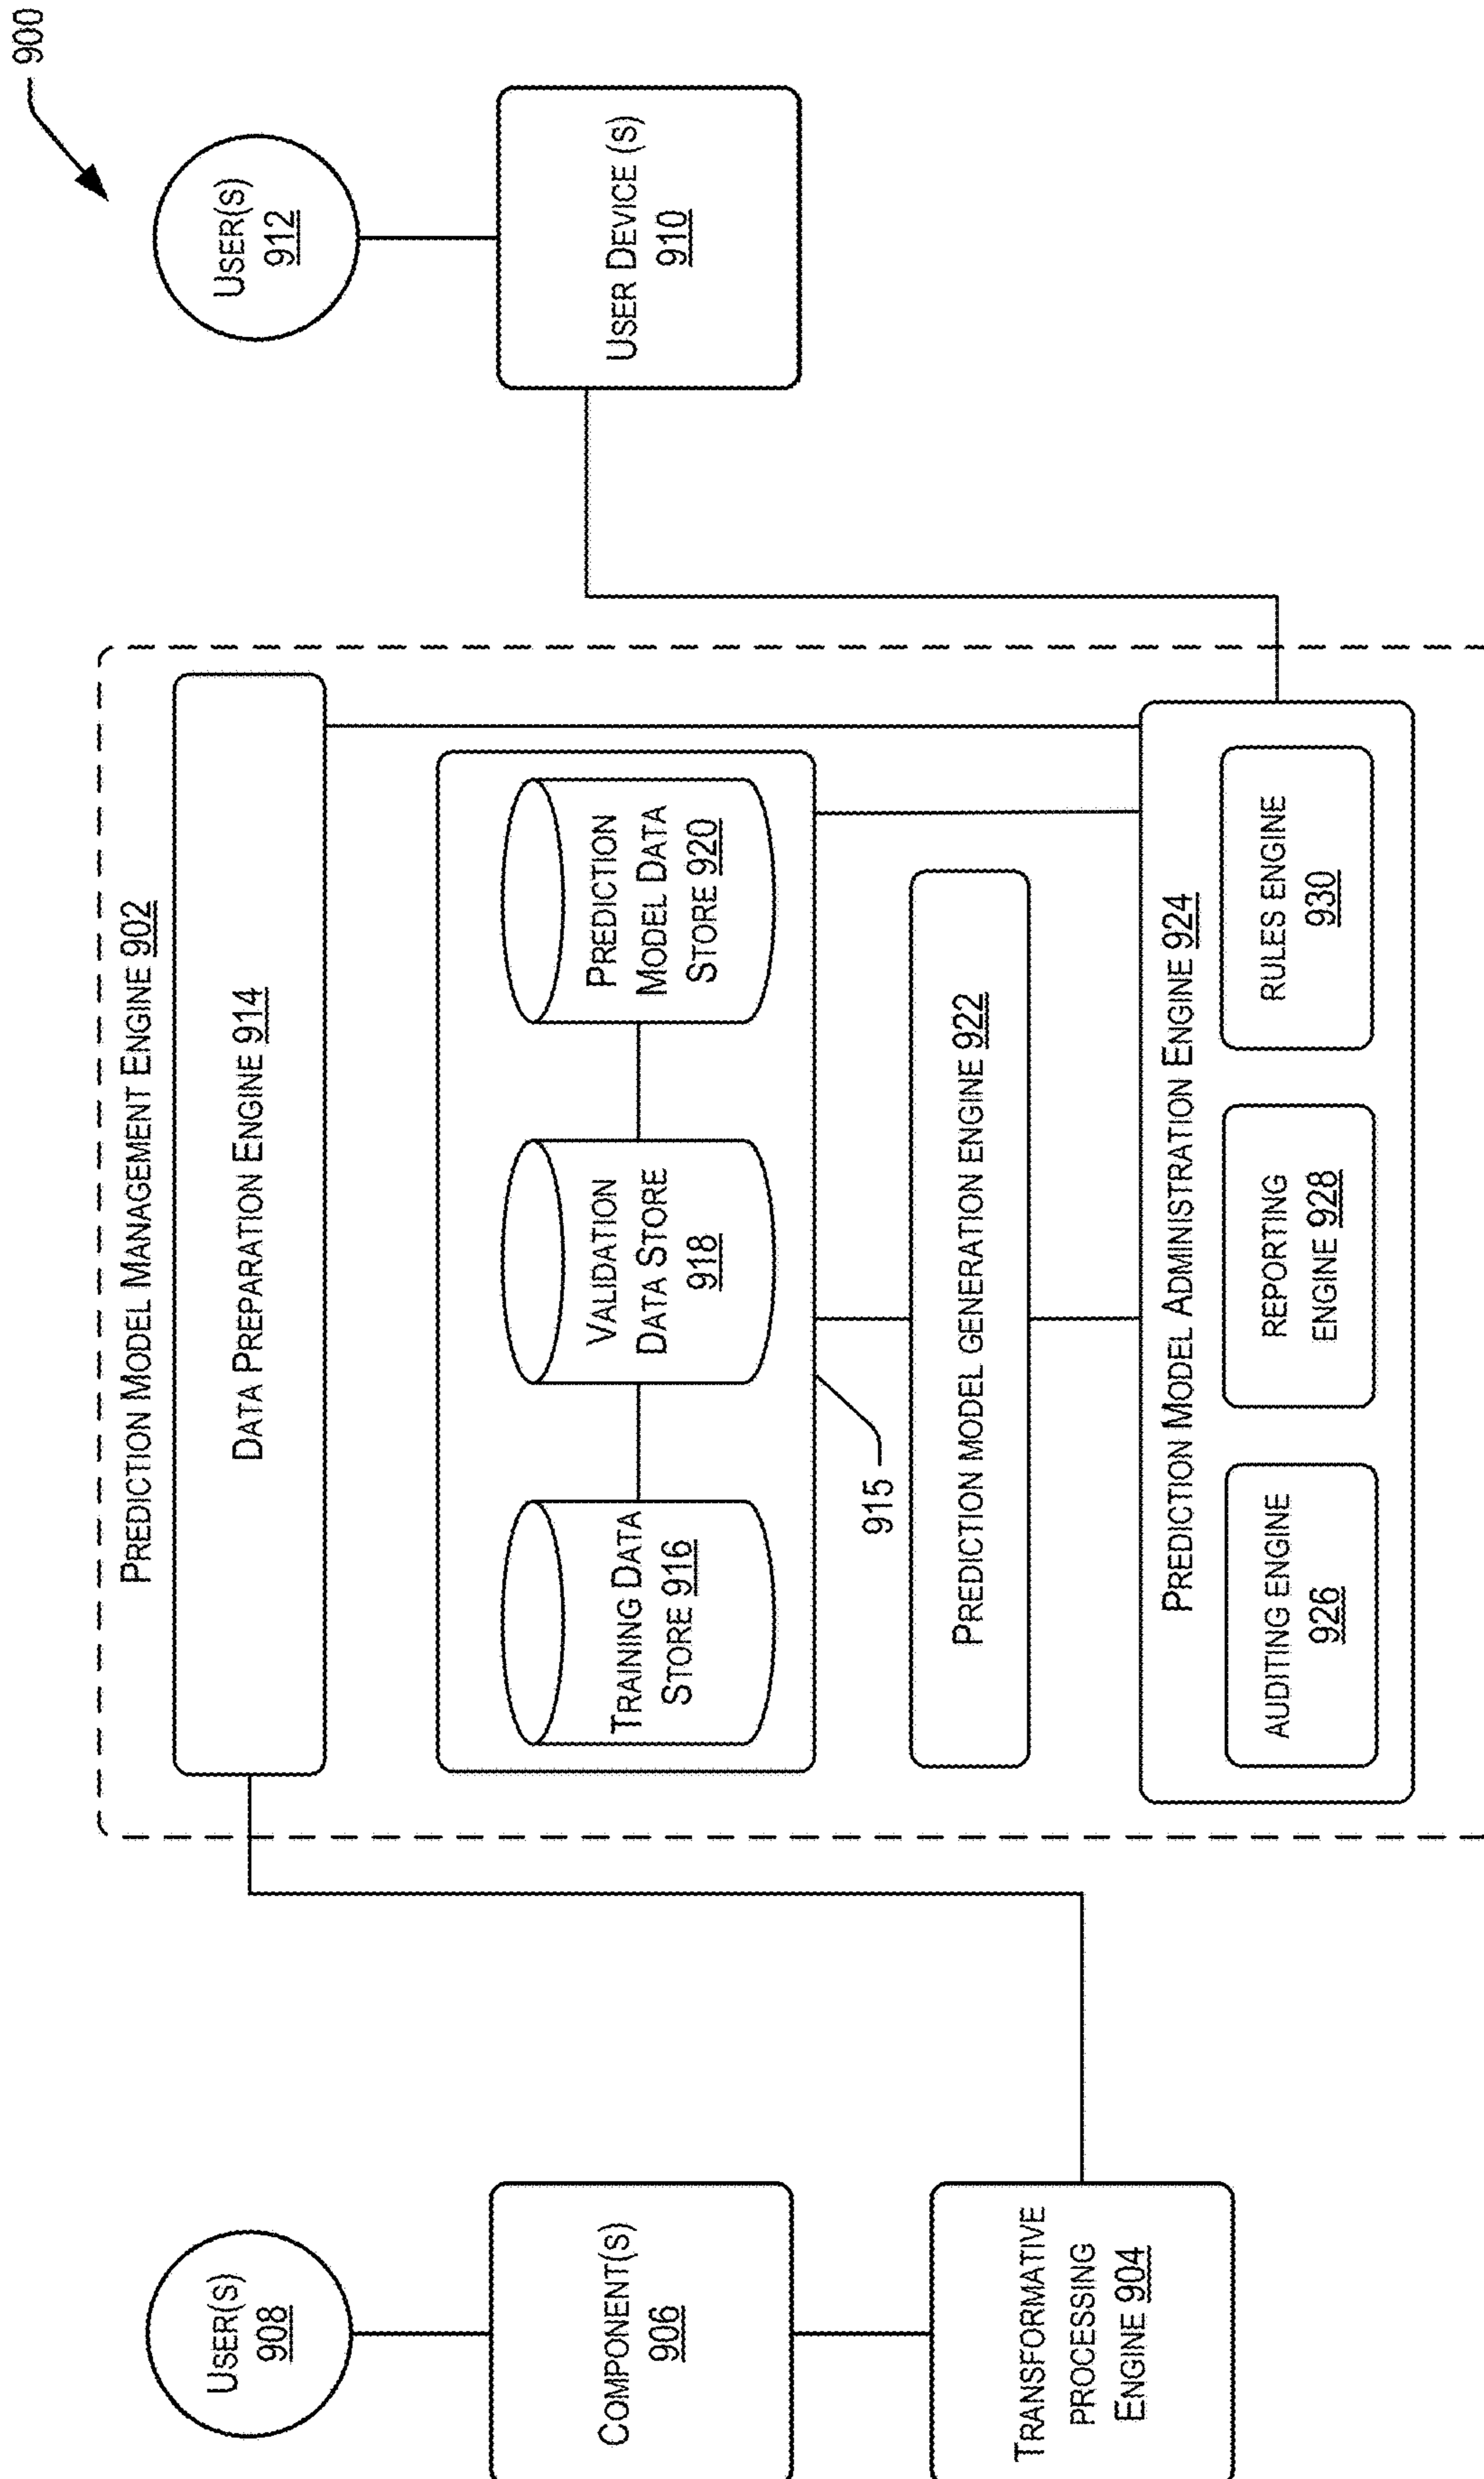 900
USER(S)
908
COMPONENT(S)
906
TRANSFORMATIVE
PROCESSING
ENGINE 904
PREDICTION MODEL MANAGEMENT ENGINE 902
DATA PREPARATION ENGINE 914
TRAINING DATA
STORE 916
VALIDATION
DATA STORE
918
PREDICTION
MODEL DATA
STORE 920
915
PREDICTION MODEL GENERATION ENGINE 922
PREDICTION MODEL ADMINISTRATION ENGINE 924
AUDITING ENGINE
926
REPORTING
ENGINE 928
RULES ENGINE
930
USER(S)
912
USER DEVICE (S)
910